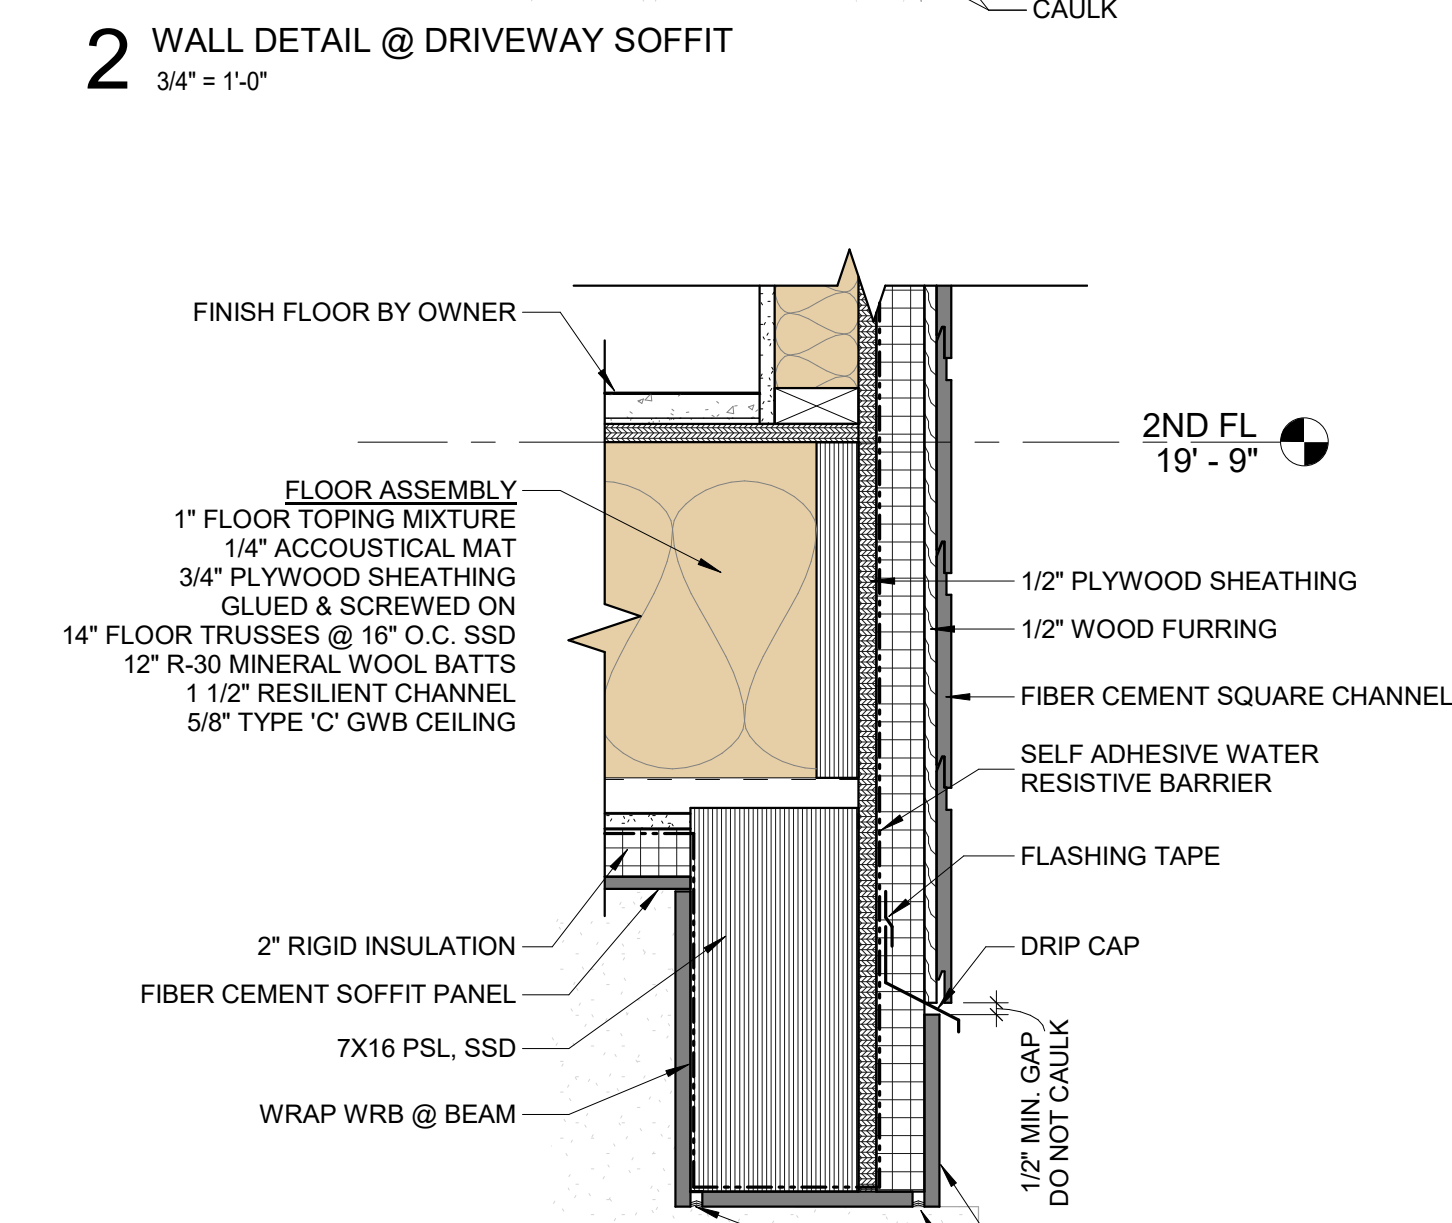 CAULK
2 WALL DETAIL @ DRIVEWAY SOFFIT
3/4" = 1'-0"
FINISH FLOOR BY OWNER
2ND FL
19' - 9"
FLOOR ASSEMBLY
1" FLOOR TOPING MIXTURE
1/4" ACCOUSTICAL MAT
3/4" PLYWOOD SHEATHING
GLUED & SCREWED ON
14" FLOOR TRUSSES @ 16" O.C. SSD
12" R-30 MINERAL WOOL BATTS
1 1/2" RESILIENT CHANNEL
5/8" TYPE 'C' GWB CEILING
1/2" PLYWOOD SHEATHING
1/2" WOOD FURRING
FIBER CEMENT SQUARE CHANNEL
SELF ADHESIVE WATER
RESISTIVE BARRIER
FLASHING TAPE
DRIP CAP
2" RIGID INSULATION
FIBER CEMENT SOFFIT PANEL
7X16 PSL, SSD
WRAP WRB @ BEAM
1/2" MIN. GAP
DO NOT CAULK